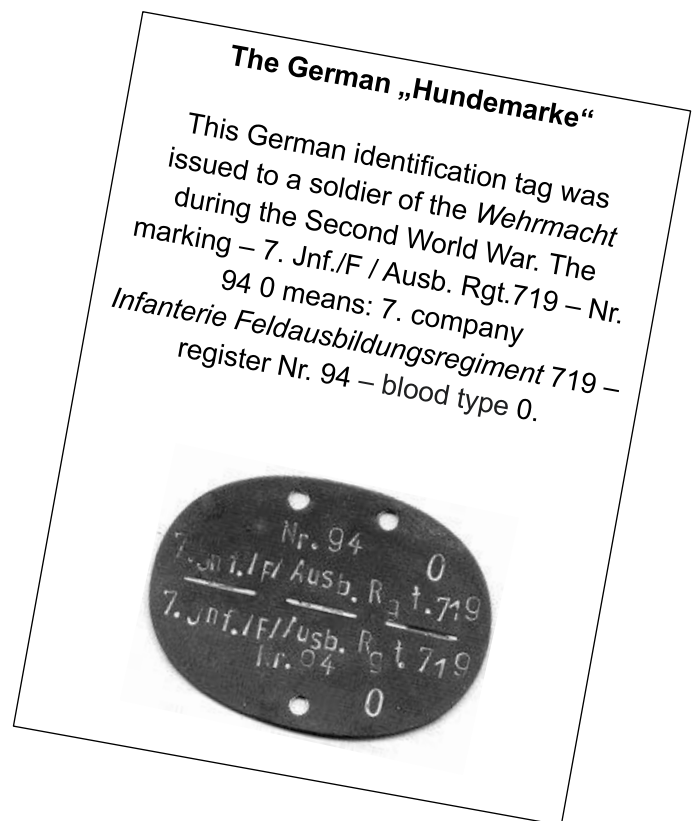 The German „Hundemarke“
This German identification tag was
issued to a soldier of the Wehrmacht
during the Second World War. The
marking – 7. Jnf./F / Ausb. Rgt.719 – Nr.
94 0 means: 7. company
Infanterie Feldausbildungsregiment 719 –
register Nr. 94 – blood type 0.
Nr. 94 0
7. Jnf./F/ Ausb. Rgt.719
7. Jnf./F/Ausb. Rgt.719
Nr. 94
0